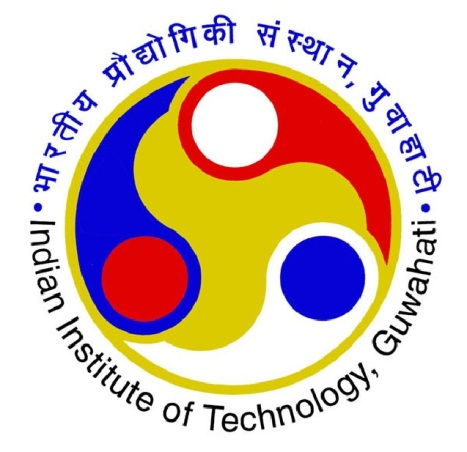 भारतीय प्रौद्योगिकी संस्थान, गुवाहाटी
Indian Institute of Technology, Guwahati